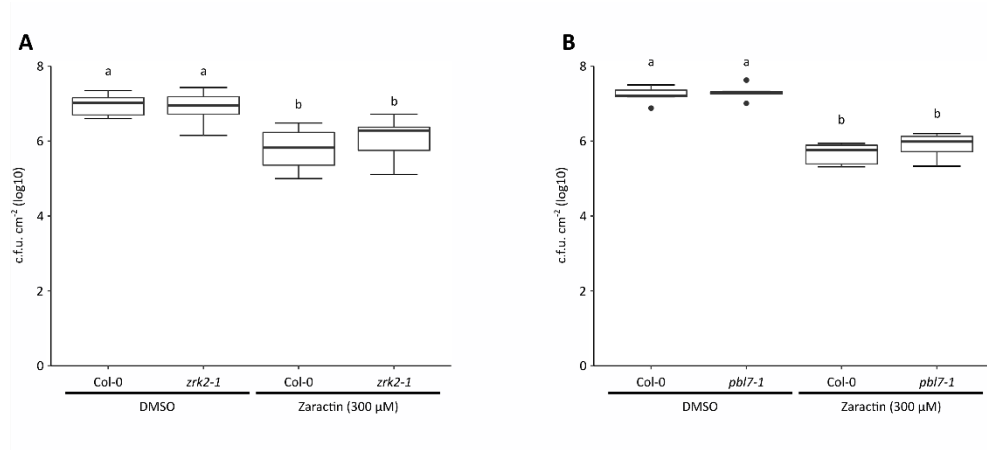 A
c.f.u. cm-2 (log10)
8
6
4
2
0
a
a
b
b
Col-0
zrk2-1
Col-0
zrk2-1
DMSO
Zaractin (300 µM)
B
c.f.u. cm-2 (log10)
8
6
4
2
0
a
a
b
b
Col-0
pbl7-1
Col-0
pbl7-1
DMSO
Zaractin (300 µM)